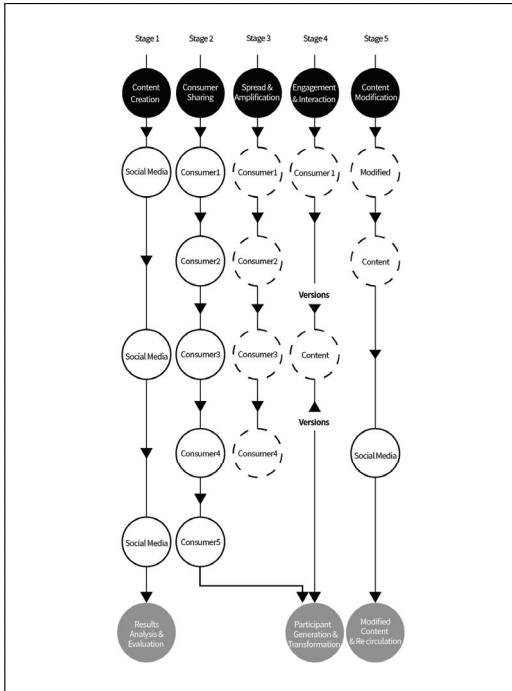 Stage 1
Stage 2
Stage 3
Stage 4
Stage 5
Content
Creation
Consumer
Sharing
Spread &
Amplification
Engagement
& Interaction
Content
Modification
Social Media
Consumer1
Consumer1
Consumer 1
Modified
Consumer2
Consumer2
Content
Versions
Social Media
Consumer3
Consumer3
Content
Versions
Consumer4
Consumer4
Social Media
Social Media
Consumer5
Results
Analysis &
Evaluation
Participant
Generation &
Transformation
Modified
Content
& Re circulation